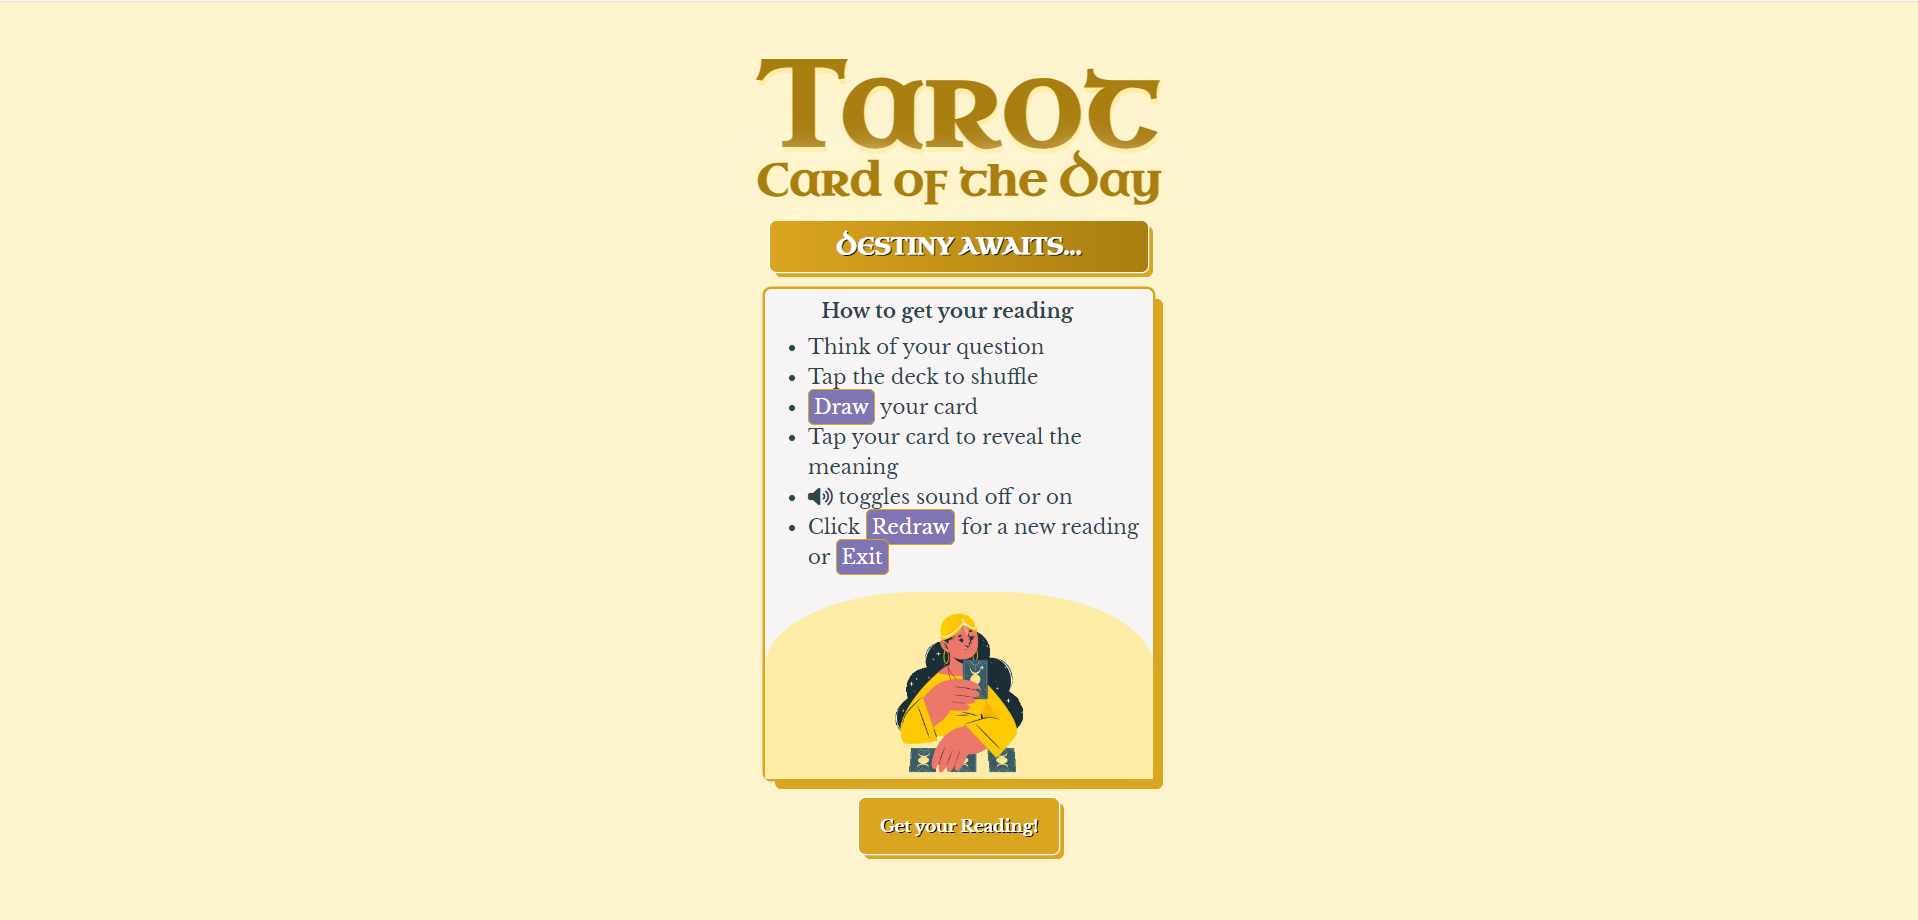 Tarot
Card of the Day
DESTINY AWAITS...
How to get your reading
Think of your question
Tap the deck to shuffle
Draw your card
Tap your card to reveal the
meaning
toggles sound off or on
Click Redraw for a new reading
or Exit
Get your Reading!